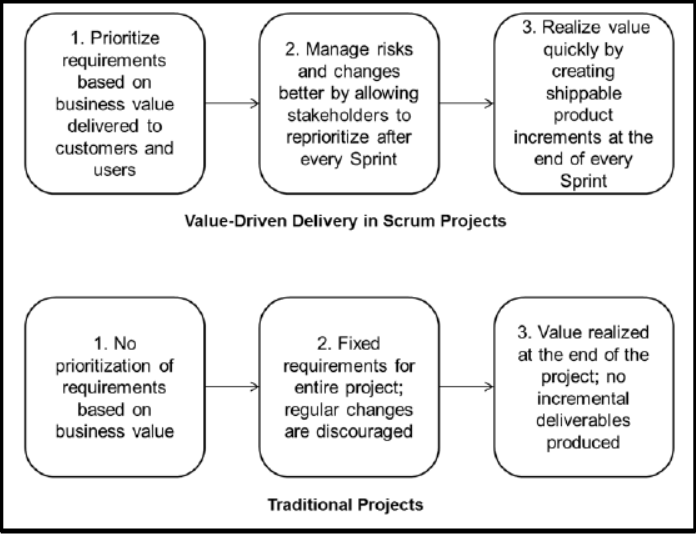 1. Prioritize
requirements
based on
business value
delivered to
customers and
users
2. Manage risks
and changes
better by allowing
stakeholders to
reprioritize after
every Sprint
3. Realize value
quickly by
creating
shippable
product
increments at the
end of every
Sprint
Value-Driven Delivery in Scrum Projects
1. No
prioritization of
requirements
based on
business value
2. Fixed
requirements for
entire project;
regular changes
are discouraged
3. Value realized
at the end of the
project; no
incremental
deliverables
produced
Traditional Projects